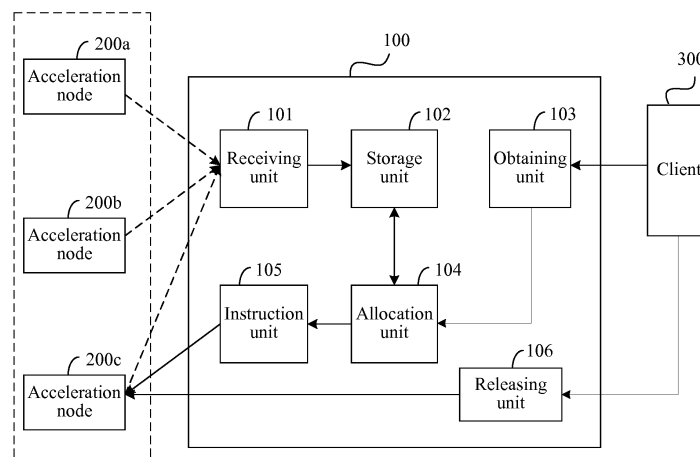 200a
Acceleration
node
200b
Acceleration
node
200c
Acceleration
node
100
101
Receiving
unit
102
Storage
unit
103
Obtaining
unit
105
Instruction
unit
104
Allocation
unit
106
Releasing
unit
300
Client